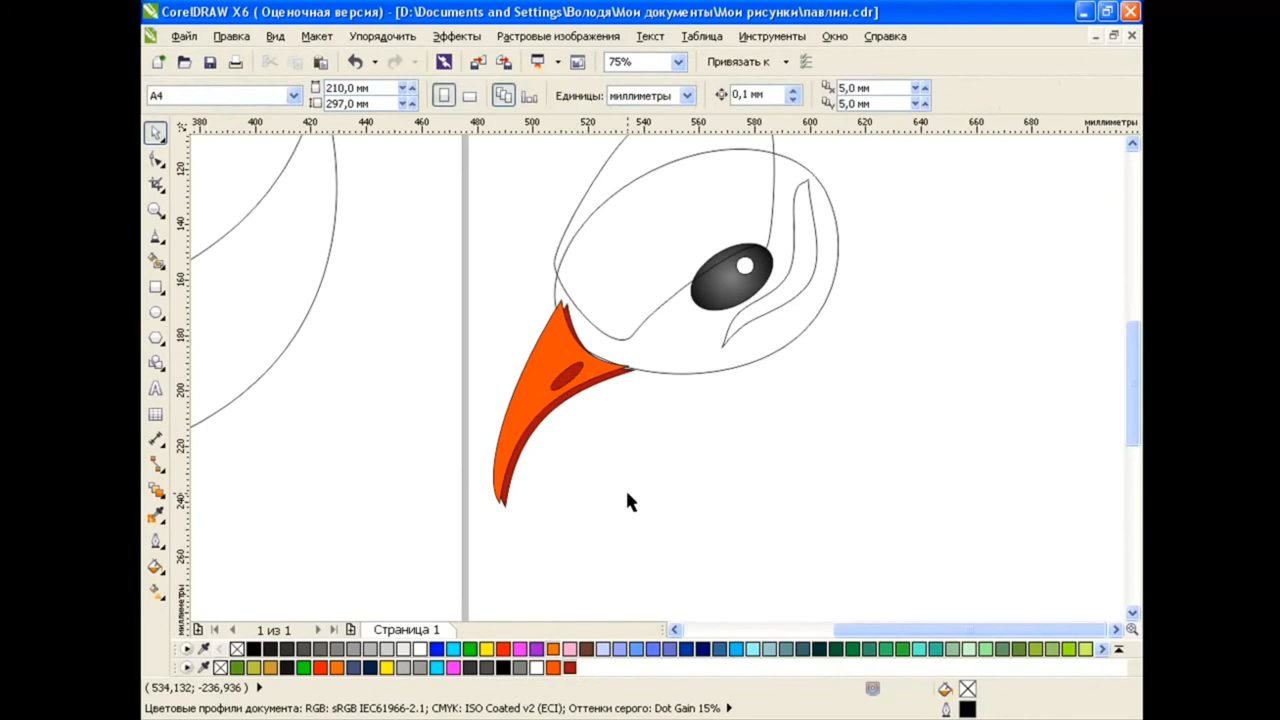 CorelDRAW X6 ( Оценочная версия) - [D:\Documents and Settings\Володя\Мои документы\Мои рисунки\павлин.cdr]
Файл Правка Вид Макет Упорядочить Эффекты Растровые изображения Текст Таблица Инструменты Окно Справка
75% Привязать к
A4 210,0 мм 297,0 мм Единицы: миллиметры 0,1 мм 5,0 мм 5,0 мм
380 400 420 440 460 480 500 520 540 560 580 600 620 640 660 680 миллиметры
120
140
160
180
200
220
240
260
миллиметры
1 из 1 Страница 1
( 534,132; -236,936 )
Цветовые профили документа: RGB: sRGB IEC61966-2.1; CMYK: ISO Coated v2 (ECI); Оттенки серого: Dot Gain 15%